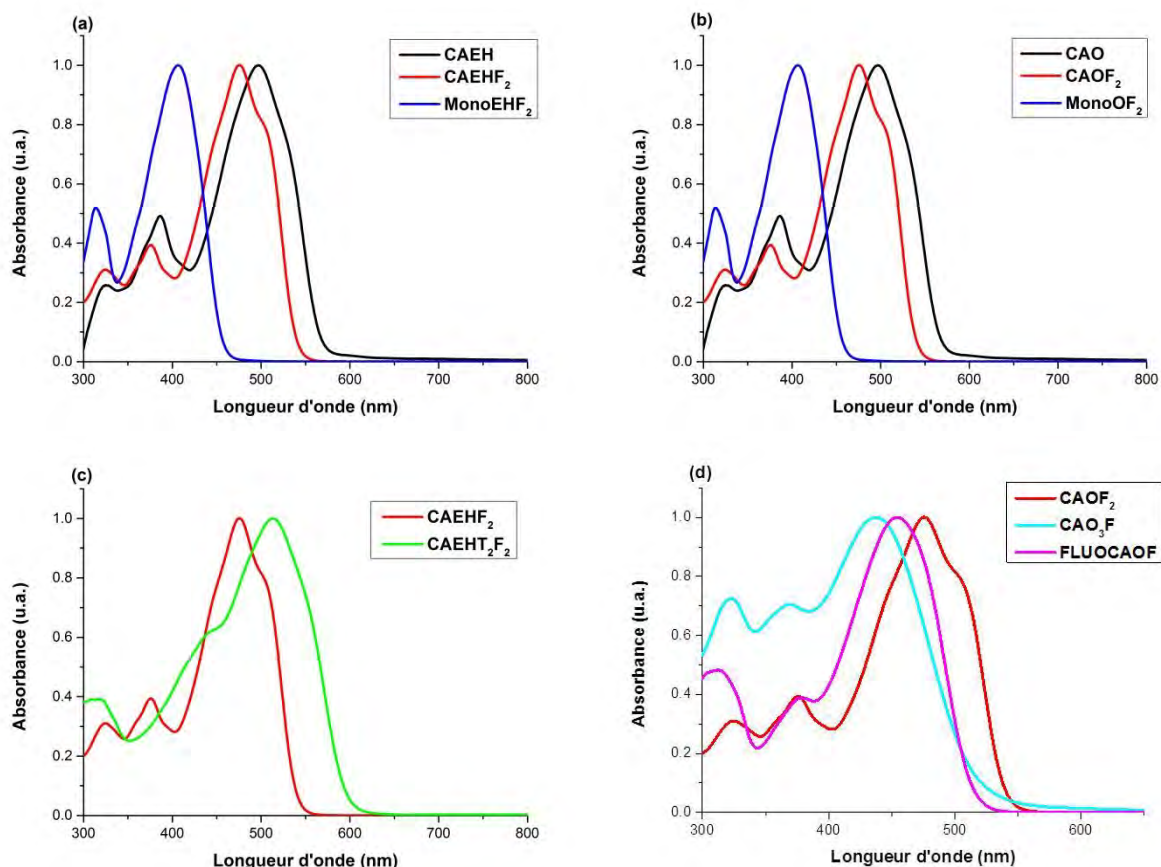 (a)
CAEH
CAEHF₂
MonoEHF₂
Absorbance (u.a.)
1.0
0.8
0.6
0.4
0.2
0.0
300 400 500 600 700 800
Longueur d'onde (nm)
(b)
CAO
CAOF₂
MonoOF₂
Absorbance (u.a.)
1.0
0.8
0.6
0.4
0.2
0.0
300 400 500 600 700 800
Longueur d'onde (nm)
(c)
CAEHF₂
CAEHT₂F₂
Absorbance (u.a.)
1.0
0.8
0.6
0.4
0.2
0.0
300 400 500 600 700 800
Longueur d'onde (nm)
(d)
CAOF₂
CAO₃F
FLUOCAOF
Absorbance (u.a.)
1.0
0.8
0.6
0.4
0.2
0.0
300 400 500 600
Longueur d'onde (nm)